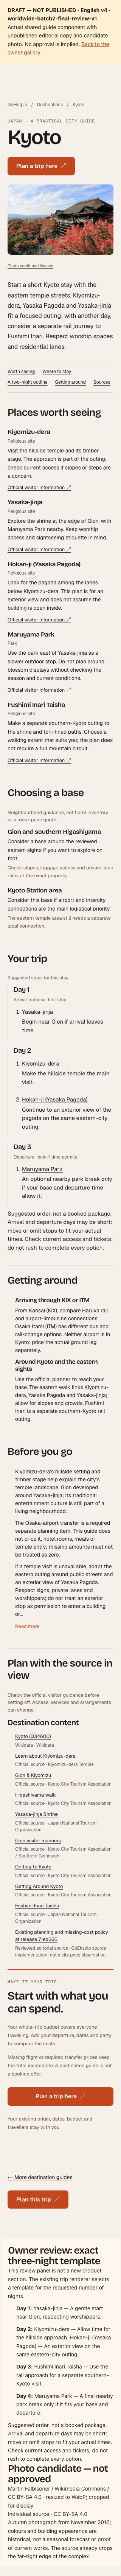 DRAFT — NOT PUBLISHED · English v4 ·
worldwide-dbatch2-final-review-v1
Actual shared guide component with
unpublished editorial copy and candidate
photo. No approval is implied. Back to the
owner gallery
GoEksplo / Destinations / Kyoto
JAPAN · A PRACTICAL CITY GUIDE
Kyoto
Plan a trip here ↗
Photo credit and licence
Start a short Kyoto stay with the
eastern temple streets. Kiyomizu-
dera, Yasaka Pagoda and Yasaka-jinja
fit a focused outing; with another day,
consider a separate rail journey to
Fushimi Inari. Respect worship spaces
and residential lanes.
Worth seeing Where to stay
A two-night outline Getting around Sources
Places worth seeing
Kiyomizu-dera
Religious site
Visit the hillside temple and its timber
stage. The approach is part of the outing;
check current access if slopes or steps are
a concern.
Official visitor information ↗
Yasaka-jinja
Religious site
Explore the shrine at the edge of Gion, with
Maruyama Park nearby. Keep worship
access and sightseeing etiquette in mind.
Official visitor information ↗
Hokan-ji (Yasaka Pagoda)
Religious site
Look for the pagoda among the lanes
below Kiyomizu-dera. This plan is for an
exterior view and does not assume the
building is open inside.
Official visitor information ↗
Maruyama Park
Park
Use the park east of Yasaka-jinja as a
slower outdoor stop. Do not plan around
blossom displays without checking the
season and current conditions.
Official visitor information ↗
Fushimi Inari Taisha
Religious site
Make a separate southern-Kyoto outing to
the shrine and torii-lined paths. Choose a
walking extent that suits you; the plan does
not require a full mountain circuit.
Official visitor information ↗
Choosing a base
Neighbourhood guidance, not hotel inventory
or a room-price quote.
Gion and southern Higashiyama
Consider a base around the reviewed
eastern sights if you want to explore on
foot.
Check slopes, luggage access and private-lane
rules at the exact property.
Kyoto Station area
Consider this base if airport and intercity
connections are the main logistical priority.
The eastern temple area still needs a separate
local connection.
Your trip
Suggested stops for this stay
Day 1
Arrival · optional first stop
1. Yasaka-jinja
Begin near Gion if arrival leaves
time.
Day 2
1. Kiyomizu-dera
Make the hillside temple the main
visit.
2. Hokan-ji (Yasaka Pagoda)
Continue to an exterior view of the
pagoda on the same eastern-city
outing.
Day 3
Departure · only if time permits
1. Maruyama Park
An optional nearby park break only
if your base and departure time
allow it.
Suggested order, not a booked package.
Arrival and departure days may be short:
move or omit stops to fit your actual
times. Check current access and tickets;
do not rush to complete every option.
Getting around
Arriving through KIX or ITM
From Kansai (KIX), compare Haruka rail
and airport-limousine connections.
Osaka Itami (ITM) has different bus and
rail-change options. Neither airport is in
Kyoto: price the actual ground leg
separately.
Around Kyoto and the eastern
sights
Use the official planner to reach your
base. The eastern walk links Kiyomizu-
dera, Yasaka Pagoda and Yasaka-jinja;
allow for slopes and crowds. Fushimi
Inari is a separate southern-Kyoto rail
outing.
Before you go
Kiyomizu-dera's hillside setting and
timber stage help explain the city's
temple landscape. Gion developed
around Yasaka-jinja; its traditional
entertainment culture is still part of a
living neighbourhood.
The Osaka-airport transfer is a required
separate planning item. This guide does
not price it, hotel rooms, meals or
temple entry; missing amounts must not
be treated as zero.
If a temple visit is unavailable, adapt the
eastern outing around public streets and
an exterior view of Yasaka Pagoda.
Respect signs, private lanes and
worshippers; do not treat an open lane
as permission to enter a building
or…
Read more
Plan with the source in
view
Check the official visitor guidance before
setting off. Access, services and arrangements
can change.
Destination content
Kyoto (Q34600)
Wikidata · Wikidata
Learn about Kiyomizu-dera
Official source · Kiyomizu-dera Temple
Gion & Kiyomizu
Official source · Kyoto City Tourism Association
Higashiyama walk
Official source · Kyoto City Tourism Association
Yasaka-jinja Shrine
Official source · Japan National Tourism
Organization
Gion visitor manners
Official source · Kyoto City Tourism Association
/ Southern Gionmachi
Getting to Kyoto
Official source · Kyoto City Tourism Association
Getting Around Kyoto
Official source · Kyoto City Tourism Association
Fushimi Inari Taisha
Official source · Japan National Tourism
Organization
Existing planning and missing-cost policy
Reviewed editorial source · GoEksplo source
implementation; not a city price observation
MAKE IT YOUR TRIP
Start with what you
can spend.
Your whole-trip budget covers everyone
travelling. Add your departure, dates and party
to compare the costs.
Missing flight or required transfer prices keep
the total incomplete. A destination guide is not
a booking offer.
Plan a trip here ↗
Your existing origin, dates, budget and
travellers stay with you.
← More destination guides
Plan this trip ↗
Owner review: exact
three-night template
This review panel is not a new product
section. The existing trip renderer selects
a template for the requested number of
nights.
Day 1: Yasaka-jinja — A gentle start
near Gion, respecting worshippers.
Day 2: Kiyomizu-dera — Allow time for
the hillside approach. Hokan-ji (Yasaka
Pagoda) — An exterior view on the
same eastern-city outing.
Day 3: Fushimi Inari Taisha — Use the
rail approach for a separate southern-
Kyoto visit.
Day 4: Maruyama Park — A final nearby
park break only if it fits your base and
departure.
Suggested order, not a booked package.
Arrival and departure days may be short:
move or omit stops to fit your actual times.
Check current access and tickets; do not
rush to complete every option.
Photo candidate — not
approved
Martin Falbisoner / Wikimedia Commons /
CC BY-SA 4.0 · resized to WebP; cropped
for display
Individual source · CC BY-SA 4.0
Autumn photograph from November 2016;
colours and building appearance are
historical, not a seasonal forecast or proof
of current works. The source already crops
the far-right edge of the complex.